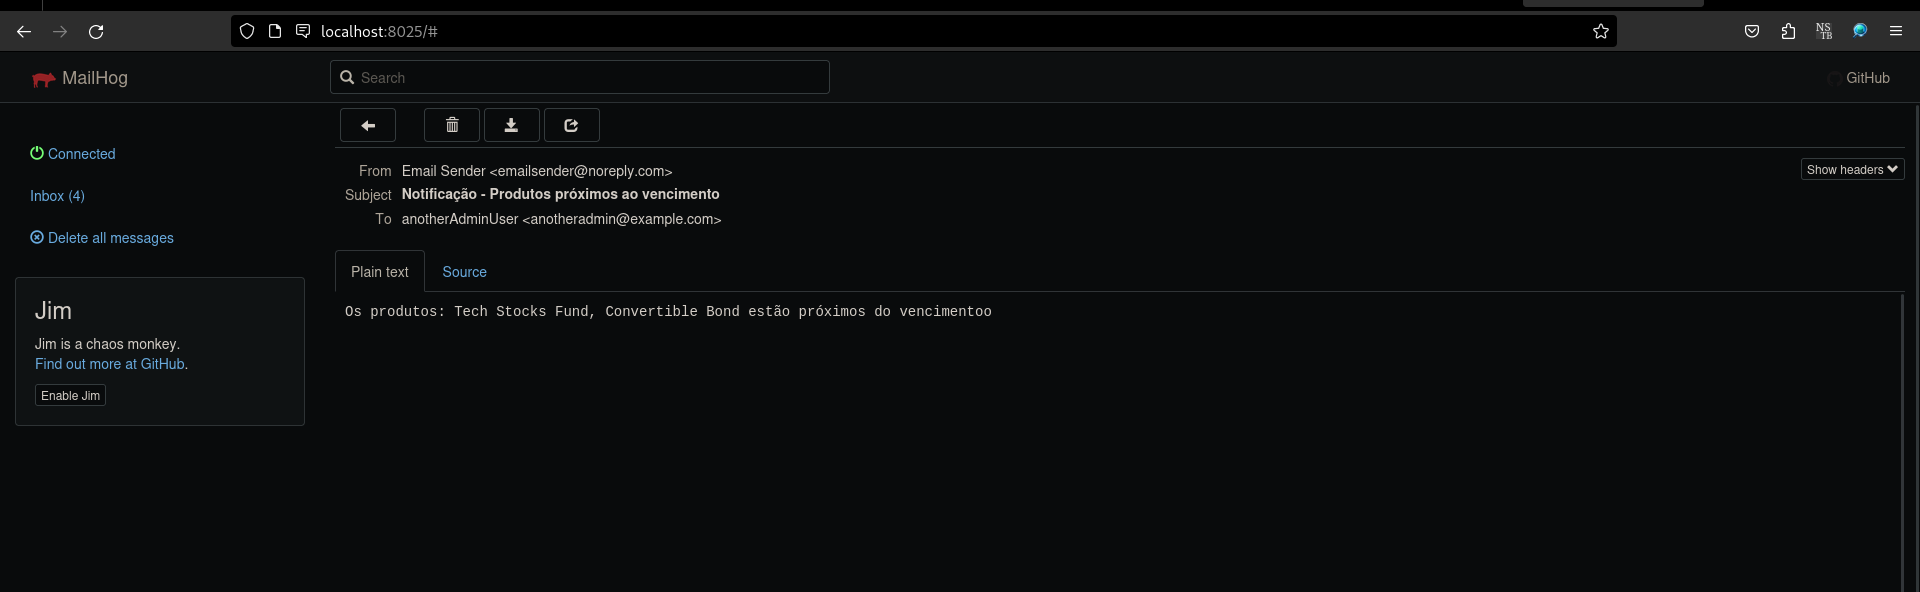 localhost:8025/#
NS
TB
MailHog
Search
GitHub
Connected
Inbox (4)
Delete all messages
Jim
Jim is a chaos monkey.
Find out more at GitHub.
Enable Jim
From Email Sender <emailsender@noreply.com>
Show headers
Subject Notificação - Produtos próximos ao vencimento
To anotherAdminUser <anotheradmin@example.com>
Plain text Source
Os produtos: Tech Stocks Fund, Convertible Bond estão próximos do vencimentoo